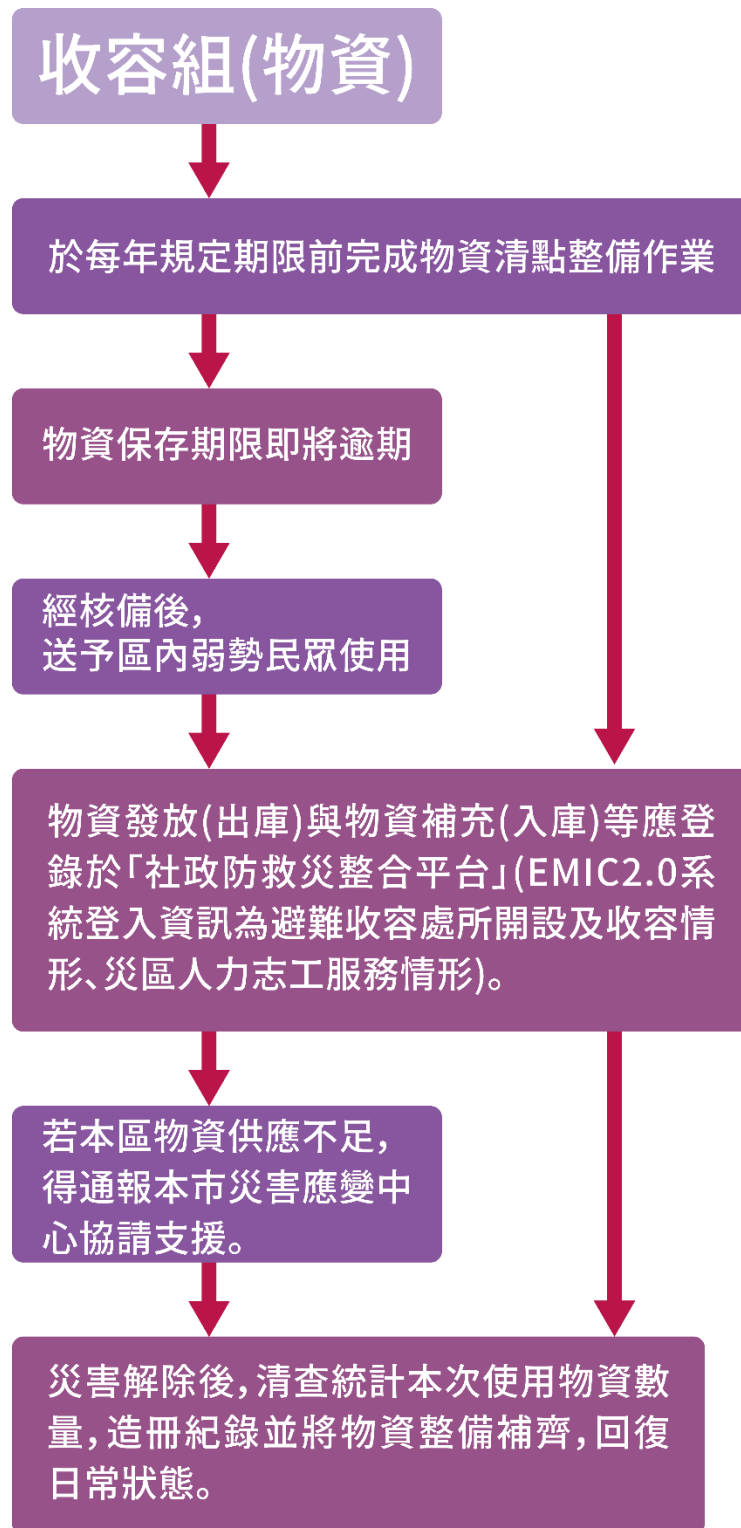 收容組(物資)
於每年規定期限前完成物資清點整備作業
物資保存期限即將逾期
經核備後，
送予區內弱勢民眾使用
物資發放(出庫)與物資補充(入庫)等應登
錄於「社政防救災整合平台」(EMIC2.0系
統登入資訊為避難收容處所開設及收容情
形、災區人力志工服務情形)。
若本區物資供應不足，
得通報本市災害應變中
心協請支援。
災害解除後，清查統計本次使用物資數
量，造冊紀錄並將物資整備補齊，回復
日常狀態。